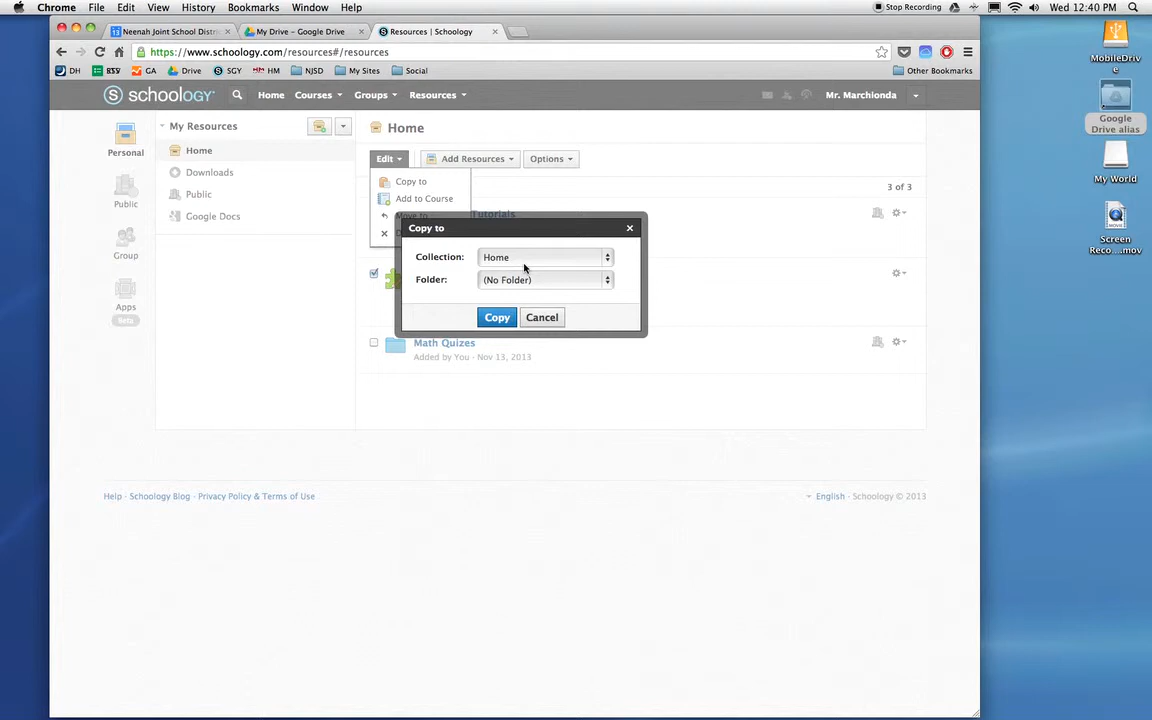 Chrome File Edit View History Bookmarks Window Help Stop Recording Wed 12:40 PM
Neenah Joint School Distric × My Drive – Google Drive × Resources | Schoology ×
https://www.schoology.com/resources#/resources
DH GA Drive SGY HM NJSD My Sites Social Other Bookmarks
schoology Home Courses Groups Resources Mr. Marchionda
Personal
Public
Group
Apps
Beta
My Resources
Home
Downloads
Public
Google Docs
Home
Edit Add Resources Options
Copy to
Add to Course
Move to
3 of 3
Tutorials
Copy to ×
Collection: Home
Folder: (No Folder)
Copy Cancel
Math Quizes
Added by You · Nov 13, 2013
Help · Schoology Blog · Privacy Policy & Terms of Use
English · Schoology © 2013
MobileDriv
e
Google
Drive alias
My World
Screen
Reco....mov